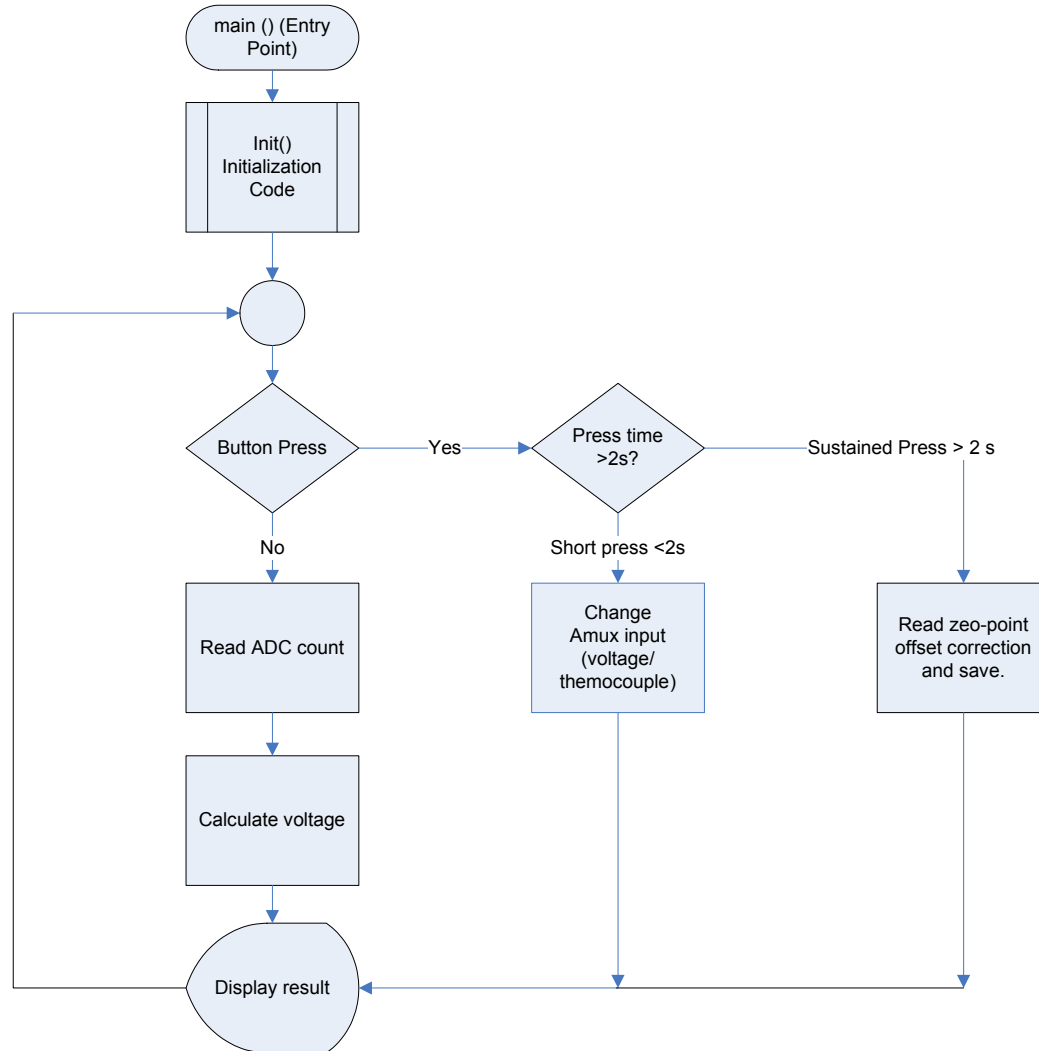 main () (Entry
Point)
Init()
Initialization
Code
Button Press
Yes
Press time
>2s?
Sustained Press > 2 s
No
Short press <2s
Read ADC count
Change
Amux input
(voltage/
themocouple)
Read zeo-point
offset correction
and save.
Calculate voltage
Display result